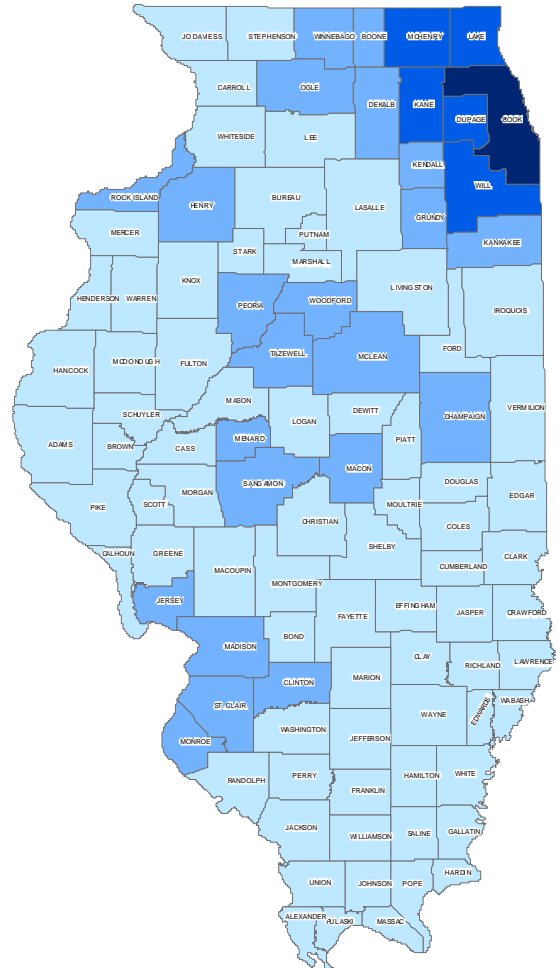 JO DAVIESS
STEPHENSON
WINNEBAGO
BOONE
MCHENRY
LAKE
CARROLL
OGLE
DEKALB
KANE
DUPAGE
COOK
WHITESIDE
LEE
KENDALL
WILL
ROCK ISLAND
HENRY
BUREAU
LASALLE
GRUNDY
MERCER
PUTNAM
KANKAKEE
STARK
MARSHALL
KNOX
LIVINGSTON
HENDERSON
WARREN
PEORIA
WOODFORD
IROQUOIS
FORD
TAZEWELL
MCLEAN
HANCOCK
MCDONOUGH
FULTON
MASON
LOGAN
DEWITT
VERMILION
SCHUYLER
CHAMPAIGN
ADAMS
BROWN
CASS
MENARD
PIATT
MACON
SANGAMON
DOUGLAS
EDGAR
PIKE
SCOTT
MORGAN
MOULTRIE
CHRISTIAN
COLES
CALHOUN
GREENE
SHELBY
CLARK
MACOUPIN
CUMBERLAND
MONTGOMERY
JERSEY
EFFINGHAM
FAYETTE
JASPER
CRAWFORD
MADISON
BOND
CLAY
RICHLAND
LAWRENCE
CLINTON
MARION
WABASH
ST. CLAIR
EDWARDS
WAYNE
WASHINGTON
MONROE
JEFFERSON
RANDOLPH
PERRY
HAMILTON
WHITE
FRANKLIN
JACKSON
WILLIAMSON
SALINE
GALLATIN
HARDIN
UNION
JOHNSON
POPE
ALEXANDER
PULASKI
MASSAC